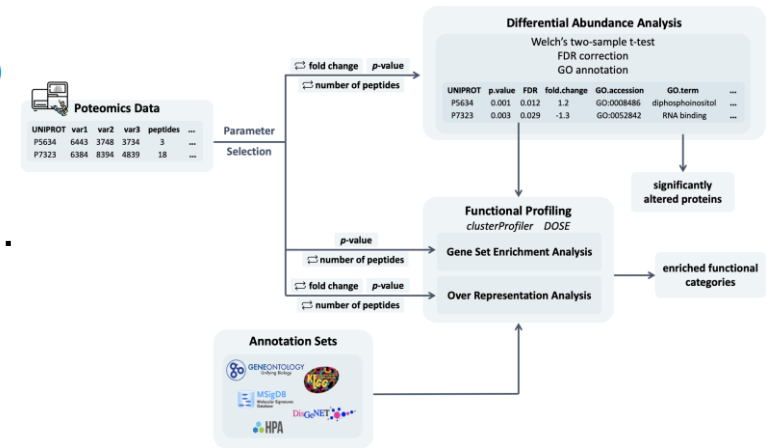 Differential Abundance Analysis
Welch's two-sample t-test
FDR correction
GO annotation
UNIPROT p.value FDR fold.change GO.accession GO.term ...
P5634 0.001 0.012 1.2 GO:0008486 diphosphoinositol ...
P7323 0.003 0.029 -1.3 GO:0052842 RNA binding ...
fold change p-value
number of peptides
Poteomics Data
UNIPROT var1 var2 var3 peptides ...
P5634 6443 3748 3734 3 ...
P7323 6384 8394 4839 18 ...
Parameter
Selection
significantly
altered proteins
Functional Profiling
clusterProfiler DOSE
Gene Set Enrichment Analysis
Over Representation Analysis
p-value
number of peptides
fold change p-value
number of peptides
enriched functional
categories
Annotation Sets
GENEONTOLOGY
Unifying Biology
KEGG
MSigDB
Molecular Signatures
Database
DisGeNET
HPA